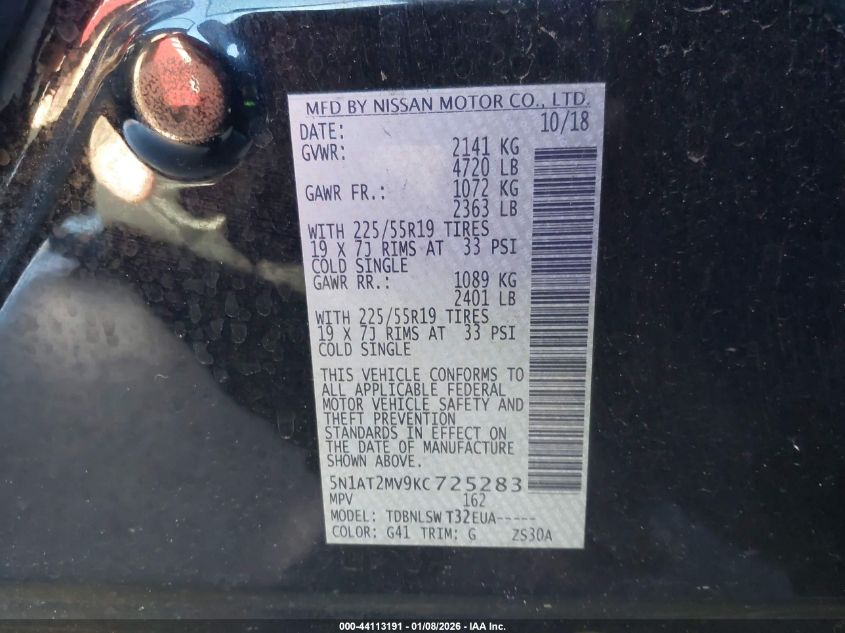 MFD BY NISSAN MOTOR CO., LTD.
DATE: 10/18
GVWR: 2141 KG
4720 LB
GAWR FR.: 1072 KG
2363 LB
WITH 225/55R19 TIRES
19 X 7J RIMS AT 33 PSI
COLD SINGLE
GAWR RR.: 1089 KG
2401 LB
WITH 225/55R19 TIRES
19 X 7J RIMS AT 33 PSI
COLD SINGLE
THIS VEHICLE CONFORMS TO
ALL APPLICABLE FEDERAL
MOTOR VEHICLE SAFETY AND
THEFT PREVENTION
STANDARDS IN EFFECT ON
THE DATE OF MANUFACTURE
SHOWN ABOVE.
5N1AT2MV9KC725283
MPV 162
MODEL: TDBNLSW T32EUA-----
COLOR: G41 TRIM: G ZS30A
000-44113191 - 01/08/2026 - IAA Inc.